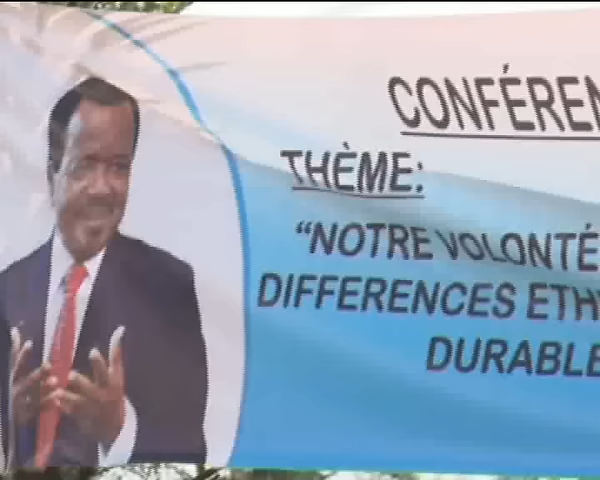 CONFÉREN
THÈME:
“NOTRE VOLONTÉ
DIFFERENCES ETH
DURABLE